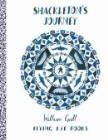 SHACKLETON'S
JOURNEY
William Grill
FLYING EYE BOOKS